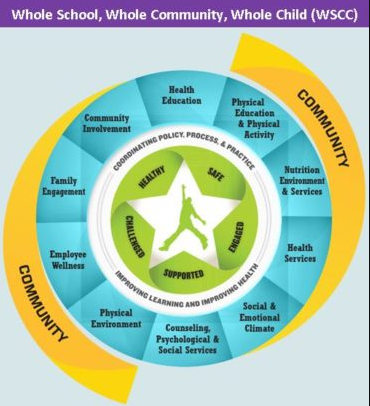 Whole School, Whole Community, Whole Child (WSCC)
COMMUNITY
Health
Education
Physical
Education
& Physical
Activity
Nutrition
Environment
& Services
Health
Services
Social &
Emotional
Climate
Counseling,
Psychological &
Social Services
Physical
Environment
Employee
Wellness
Family
Engagement
Community
Involvement
COORDINATING POLICY, PROCESS, & PRACTICE
HEALTHY
SAFE
ENGAGED
SUPPORTED
CHALLENGED
IMPROVING LEARNING AND IMPROVING HEALTH
COMMUNITY